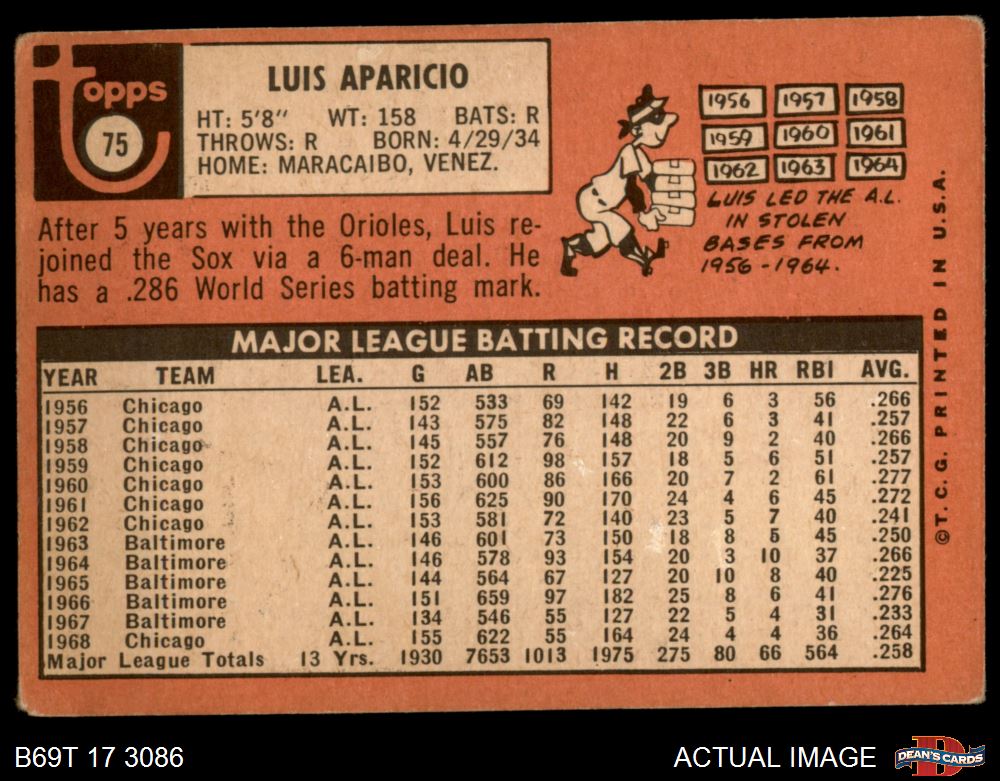 Topps
75
LUIS APARICIO
HT: 5'8" WT: 158 BATS: R
THROWS: R BORN: 4/29/34
HOME: MARACAIBO, VENEZ.
After 5 years with the Orioles, Luis re-
joined the Sox via a 6-man deal. He
has a .286 World Series batting mark.
1956 1957 1958
1959 1960 1961
1962 1963 1964
LUIS LED THE A.L.
IN STOLEN
BASES FROM
1956-1964.
MAJOR LEAGUE BATTING RECORD
YEAR TEAM LEA. G AB R H 2B 3B HR RBI AVG.
1956 Chicago A.L. 152 533 69 142 19 6 3 56 .266
1957 Chicago A.L. 143 575 82 148 22 6 3 41 .257
1958 Chicago A.L. 145 557 76 148 20 9 2 40 .266
1959 Chicago A.L. 152 612 98 157 18 5 6 51 .257
1960 Chicago A.L. 153 600 86 166 20 7 2 61 .277
1961 Chicago A.L. 156 625 90 170 24 4 6 45 .272
1962 Chicago A.L. 153 581 72 140 23 5 7 40 .241
1963 Baltimore A.L. 146 601 73 150 18 8 5 45 .250
1964 Baltimore A.L. 146 578 93 154 20 3 10 37 .266
1965 Baltimore A.L. 144 564 67 127 20 10 8 40 .225
1966 Baltimore A.L. 151 659 97 182 25 8 6 41 .276
1967 Baltimore A.L. 134 546 55 127 22 5 4 31 .233
1968 Chicago A.L. 155 622 55 164 24 4 4 36 .264
Major League Totals 13 Yrs. 1930 7653 1013 1975 275 80 66 564 .258
©T.C.G. PRINTED IN U.S.A.
B69T 17 3086
ACTUAL IMAGE
D
DEAN'S CARDS